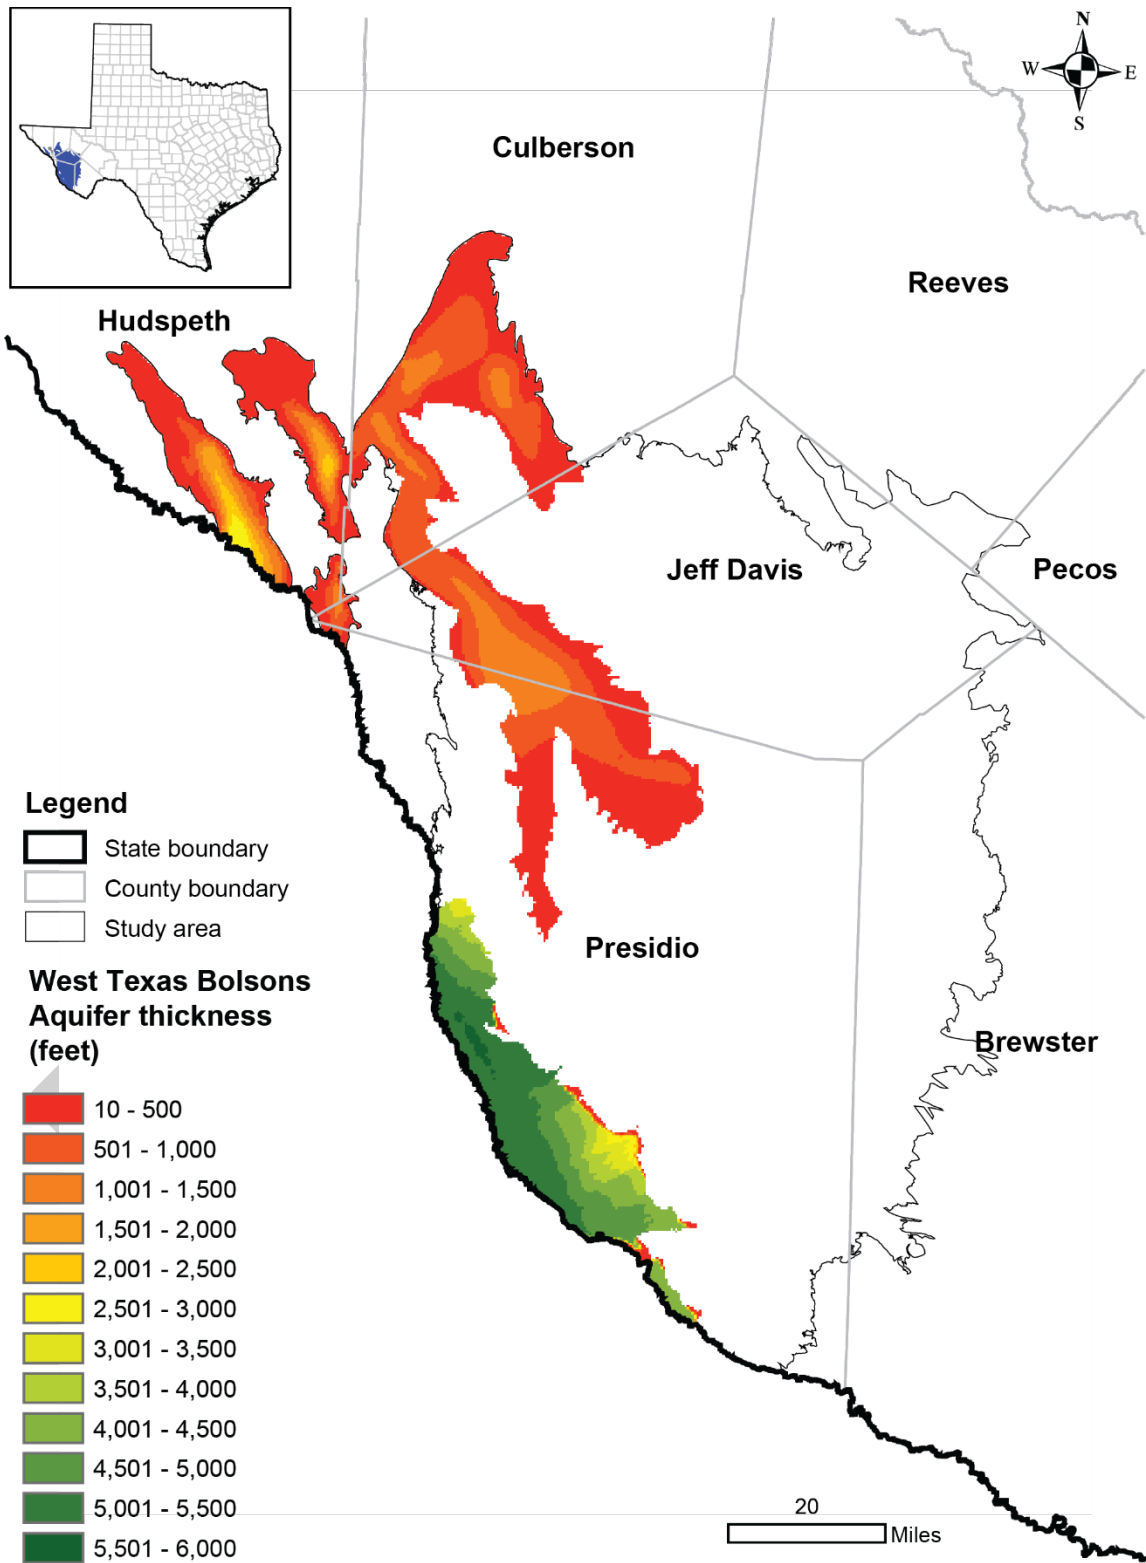 N
W
E
S
Culberson
Reeves
Hudspeth
Jeff Davis
Pecos
Legend
State boundary
County boundary
Study area
Presidio
West Texas Bolsons
Aquifer thickness
(feet)
Brewster
10 - 500
501 - 1,000
1,001 - 1,500
1,501 - 2,000
2,001 - 2,500
2,501 - 3,000
3,001 - 3,500
3,501 - 4,000
4,001 - 4,500
4,501 - 5,000
5,001 - 5,500
5,501 - 6,000
20
Miles